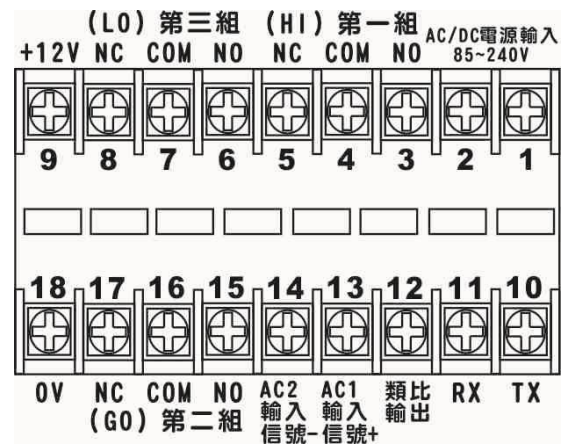 (LO) 第三組 (HI) 第一組 AC/DC電源輸入
+12V NC COM NO NC COM NO 85~240V
9 8 7 6 5 4 3 2 1
18 17 16 15 14 13 12 11 10
0V NC COM NO AC2 AC1 類比 RX TX
輸入 輸入 輸出
(GO) 第二組 信號- 信號+